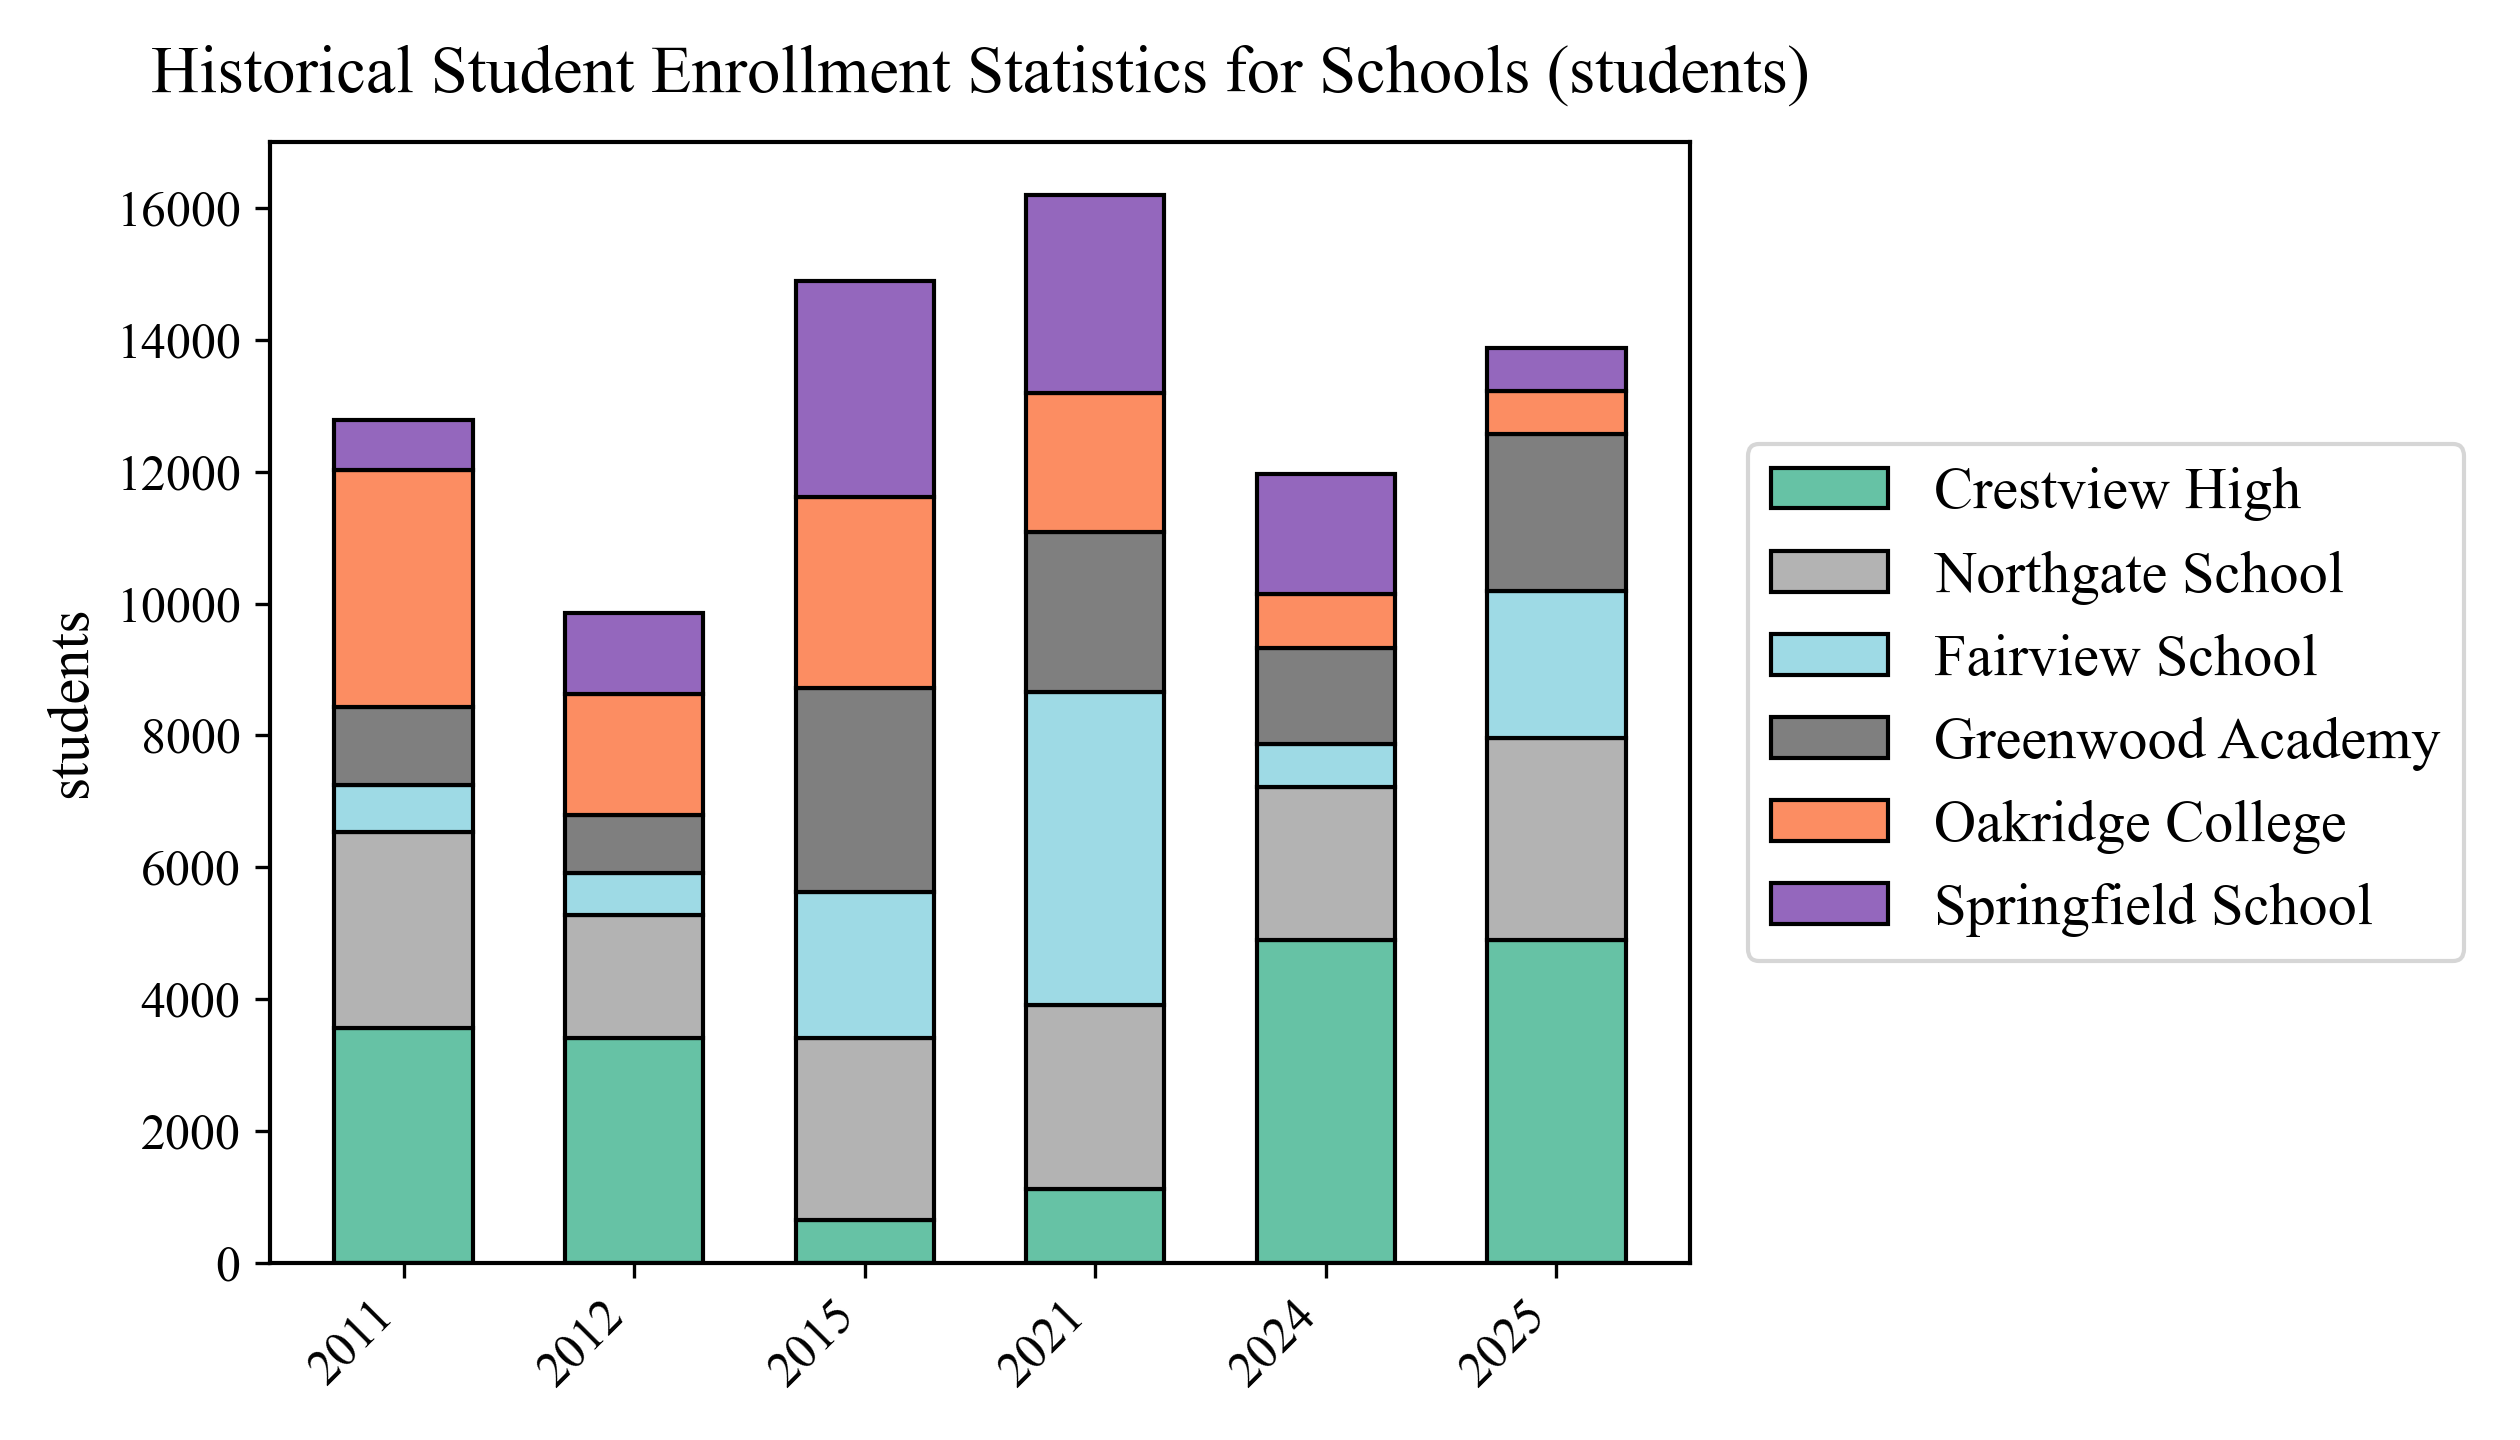 Historical Student Enrollment Statistics for Schools (students)
students
16000
14000
12000
10000
8000
6000
4000
2000
0
2011
2012
2015
2021
2024
2025
Crestview High
Northgate School
Fairview School
Greenwood Academy
Oakridge College
Springfield School